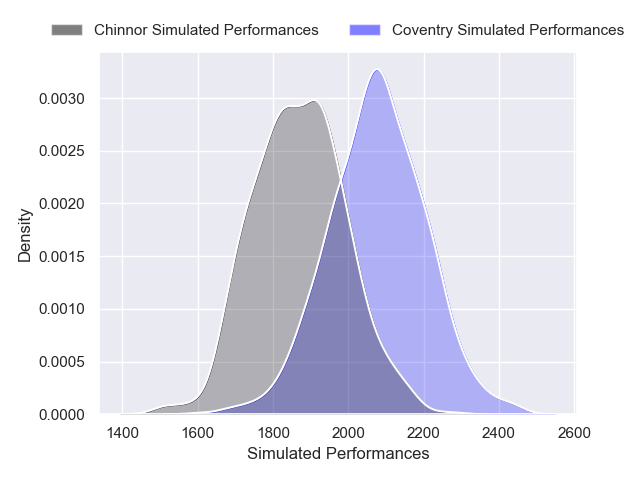 Chinnor Simulated Performances Coventry Simulated Performances
0.0030
0.0025
0.0020
0.0015
0.0010
0.0005
0.0000
Density
1400 1600 1800 2000 2200 2400 2600
Simulated Performances